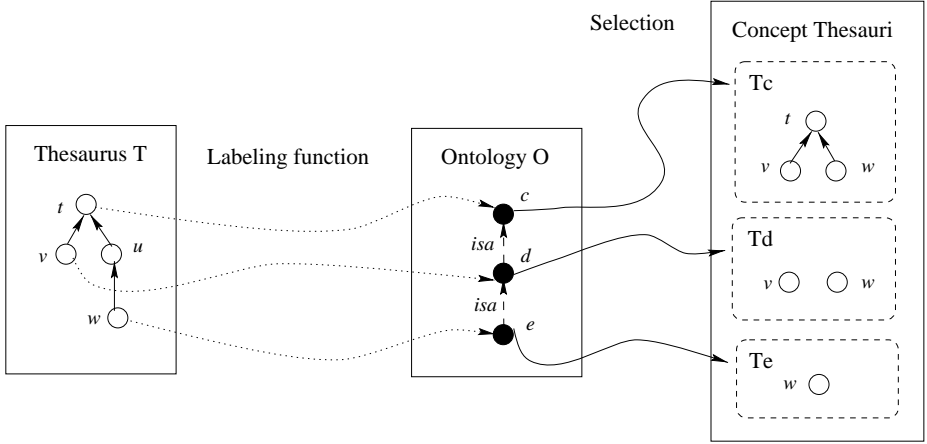 Selection
Concept Thesauri
Tc
t
v w
Thesaurus T
Labeling function
Ontology O
t
v u
w
c
isa
d
isa
e
Td
v w
Te
w